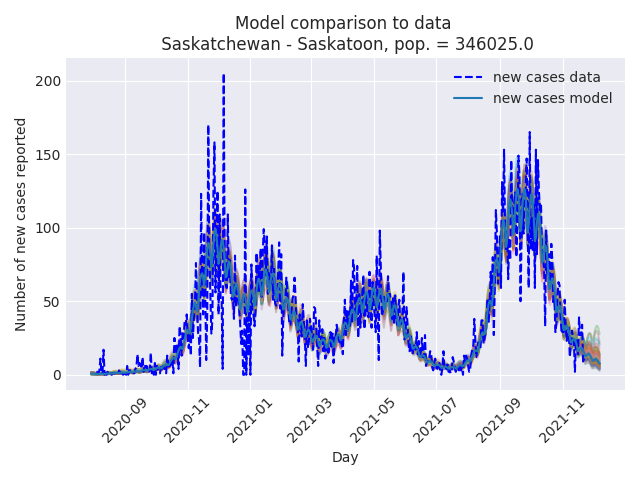 Model comparison to data
Saskatchewan - Saskatoon, pop. = 346025.0
new cases data
new cases model
Number of new cases reported
200
150
100
50
0
2020-09
2020-11
2021-01
2021-03
2021-05
2021-07
2021-09
2021-11
Day